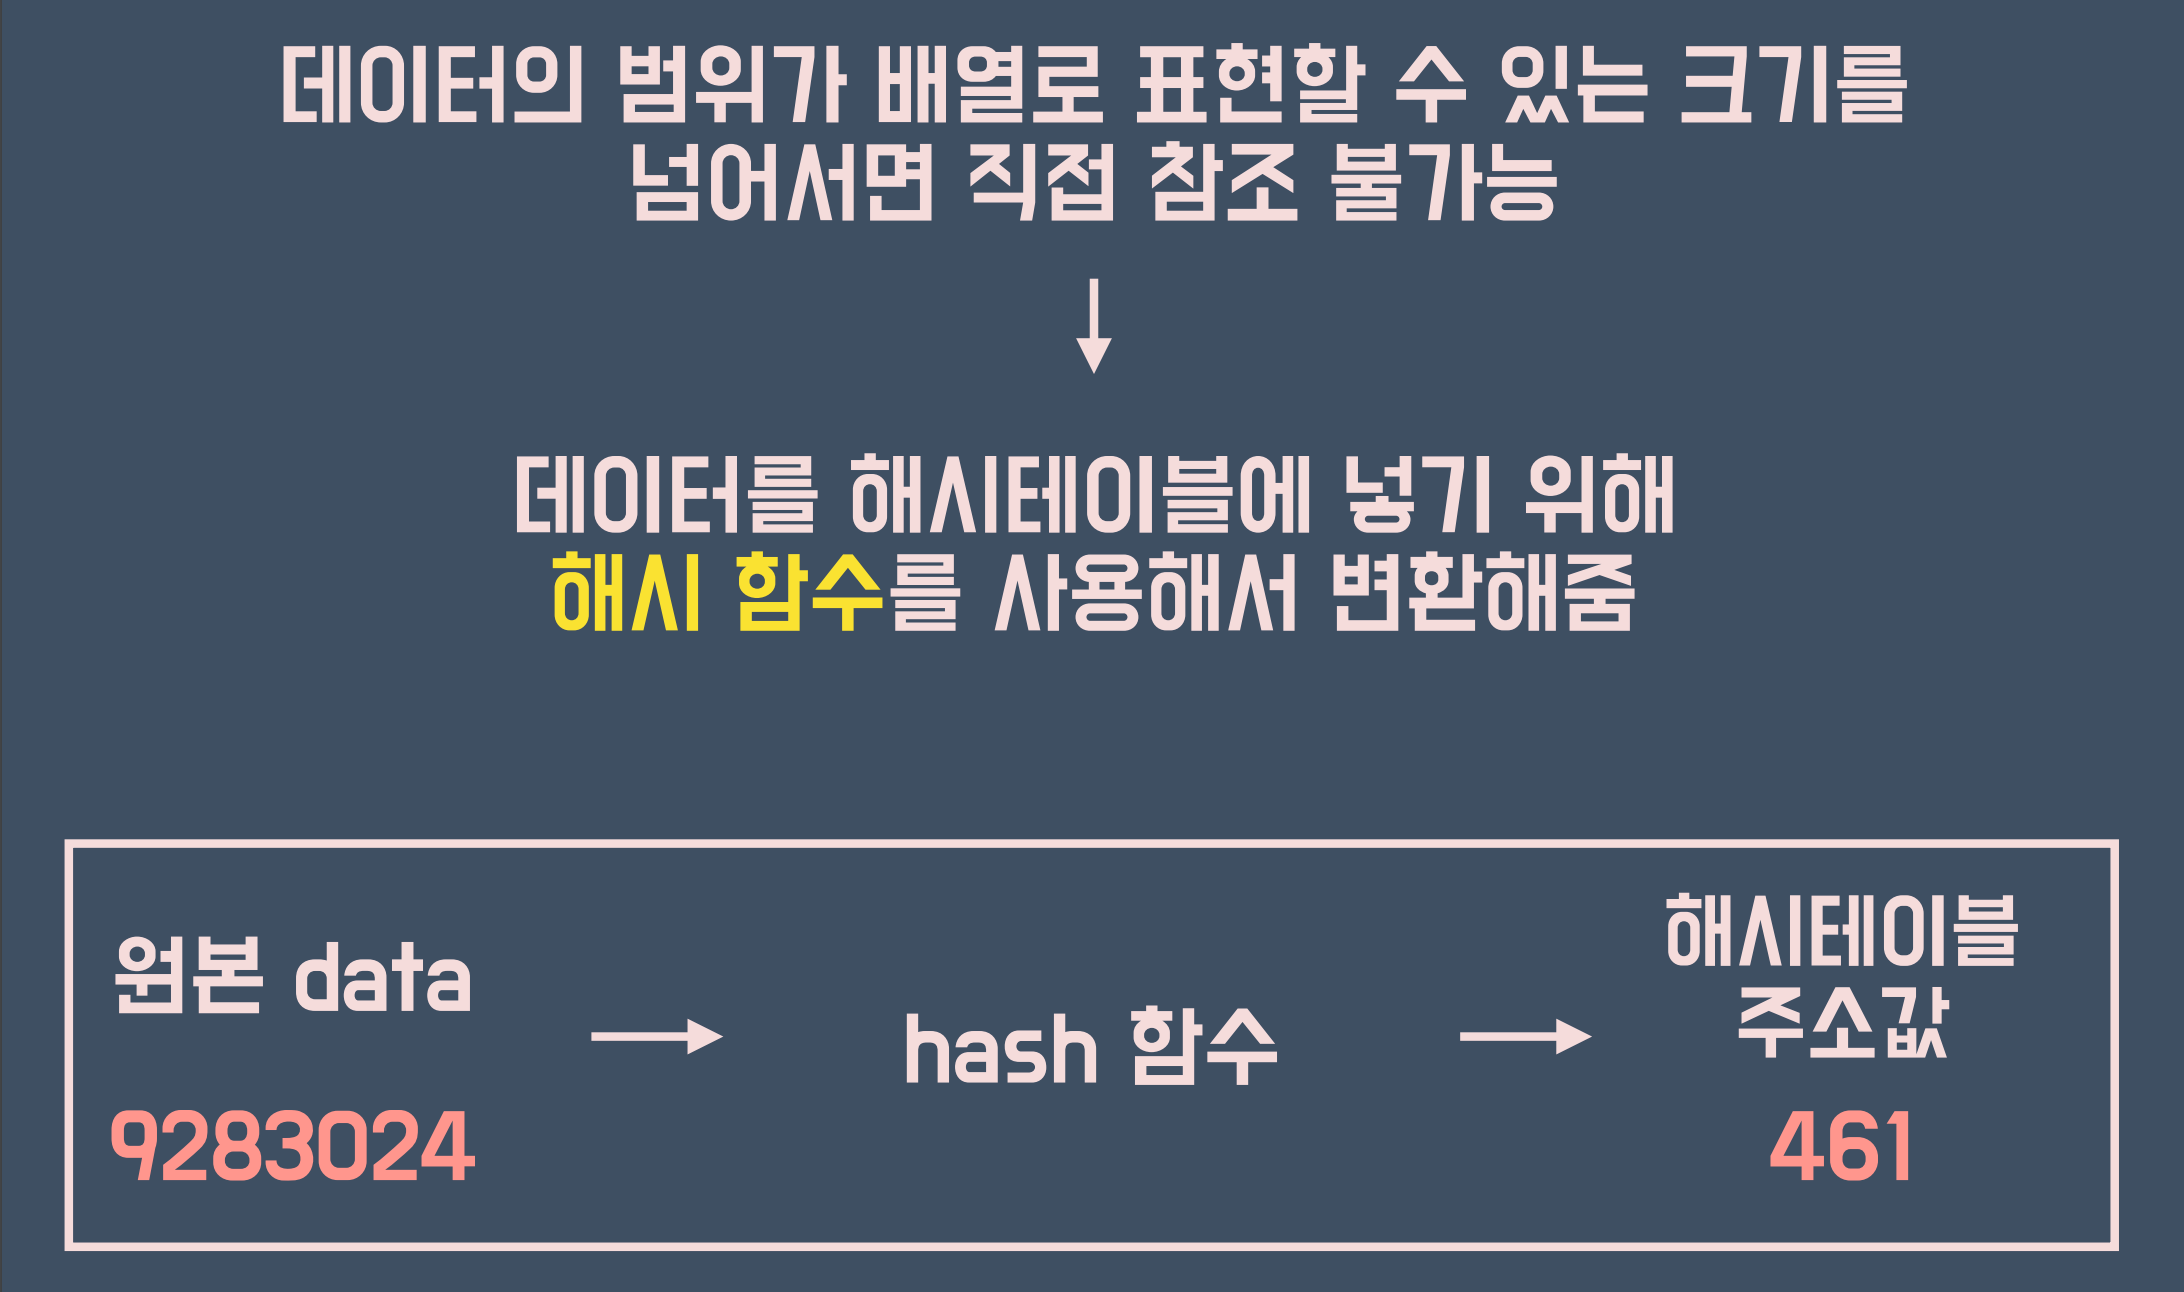 데이터의 범위가 배열로 표현할 수 있는 크기를
넘어서면 직접 참조 불가능
데이터를 해시테이블에 넣기 위해
해시 함수를 사용해서 변환해줌
원본 data
9283024
hash 함수
해시테이블
주소값
461